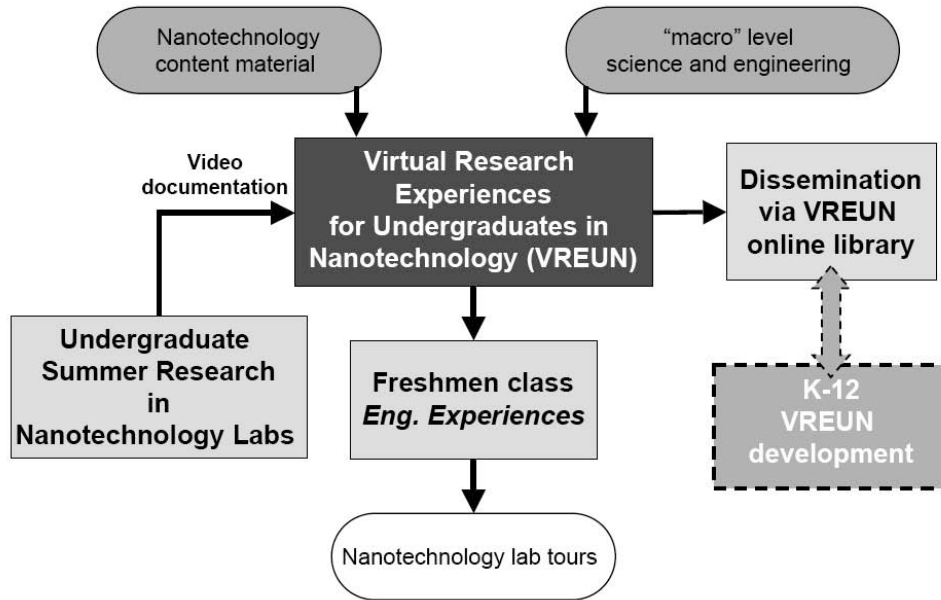 Nanotechnology
content material
“macro” level
science and engineering
Video
documentation
Virtual Research
Experiences
for Undergraduates in
Nanotechnology (VREUN)
Dissemination
via VREUN
online library
Undergraduate
Summer Research
in
Nanotechnology Labs
Freshmen class
Eng. Experiences
K-12
VREUN
development
Nanotechnology lab tours